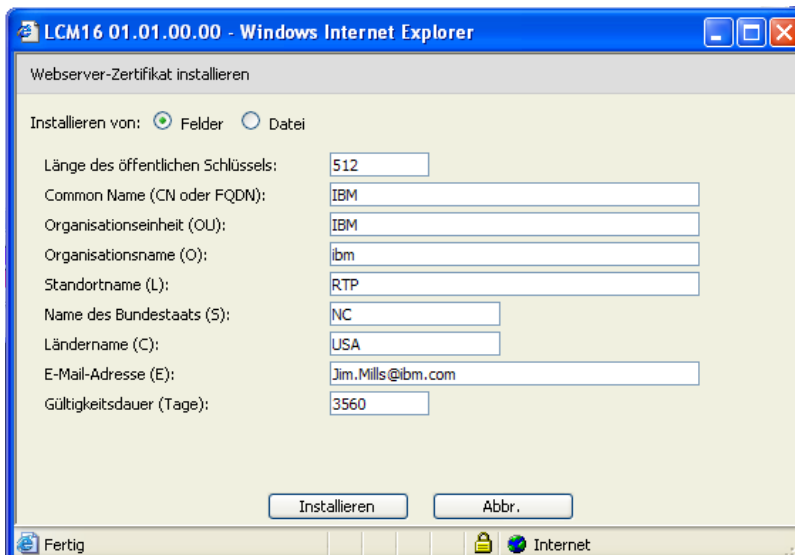 LCM16 01.01.00.00 - Windows Internet Explorer
Webserver-Zertifikat installieren
Installieren von: Felder Datei
Länge des öffentlichen Schlüssels: 512
Common Name (CN oder FQDN): IBM
Organisationseinheit (OU): IBM
Organisationsname (O): ibm
Standortname (L): RTP
Name des Bundestaats (S): NC
Ländername (C): USA
E-Mail-Adresse (E): Jim.Mills@ibm.com
Gültigkeitsdauer (Tage): 3560
Installieren Abbr.
Fertig Internet